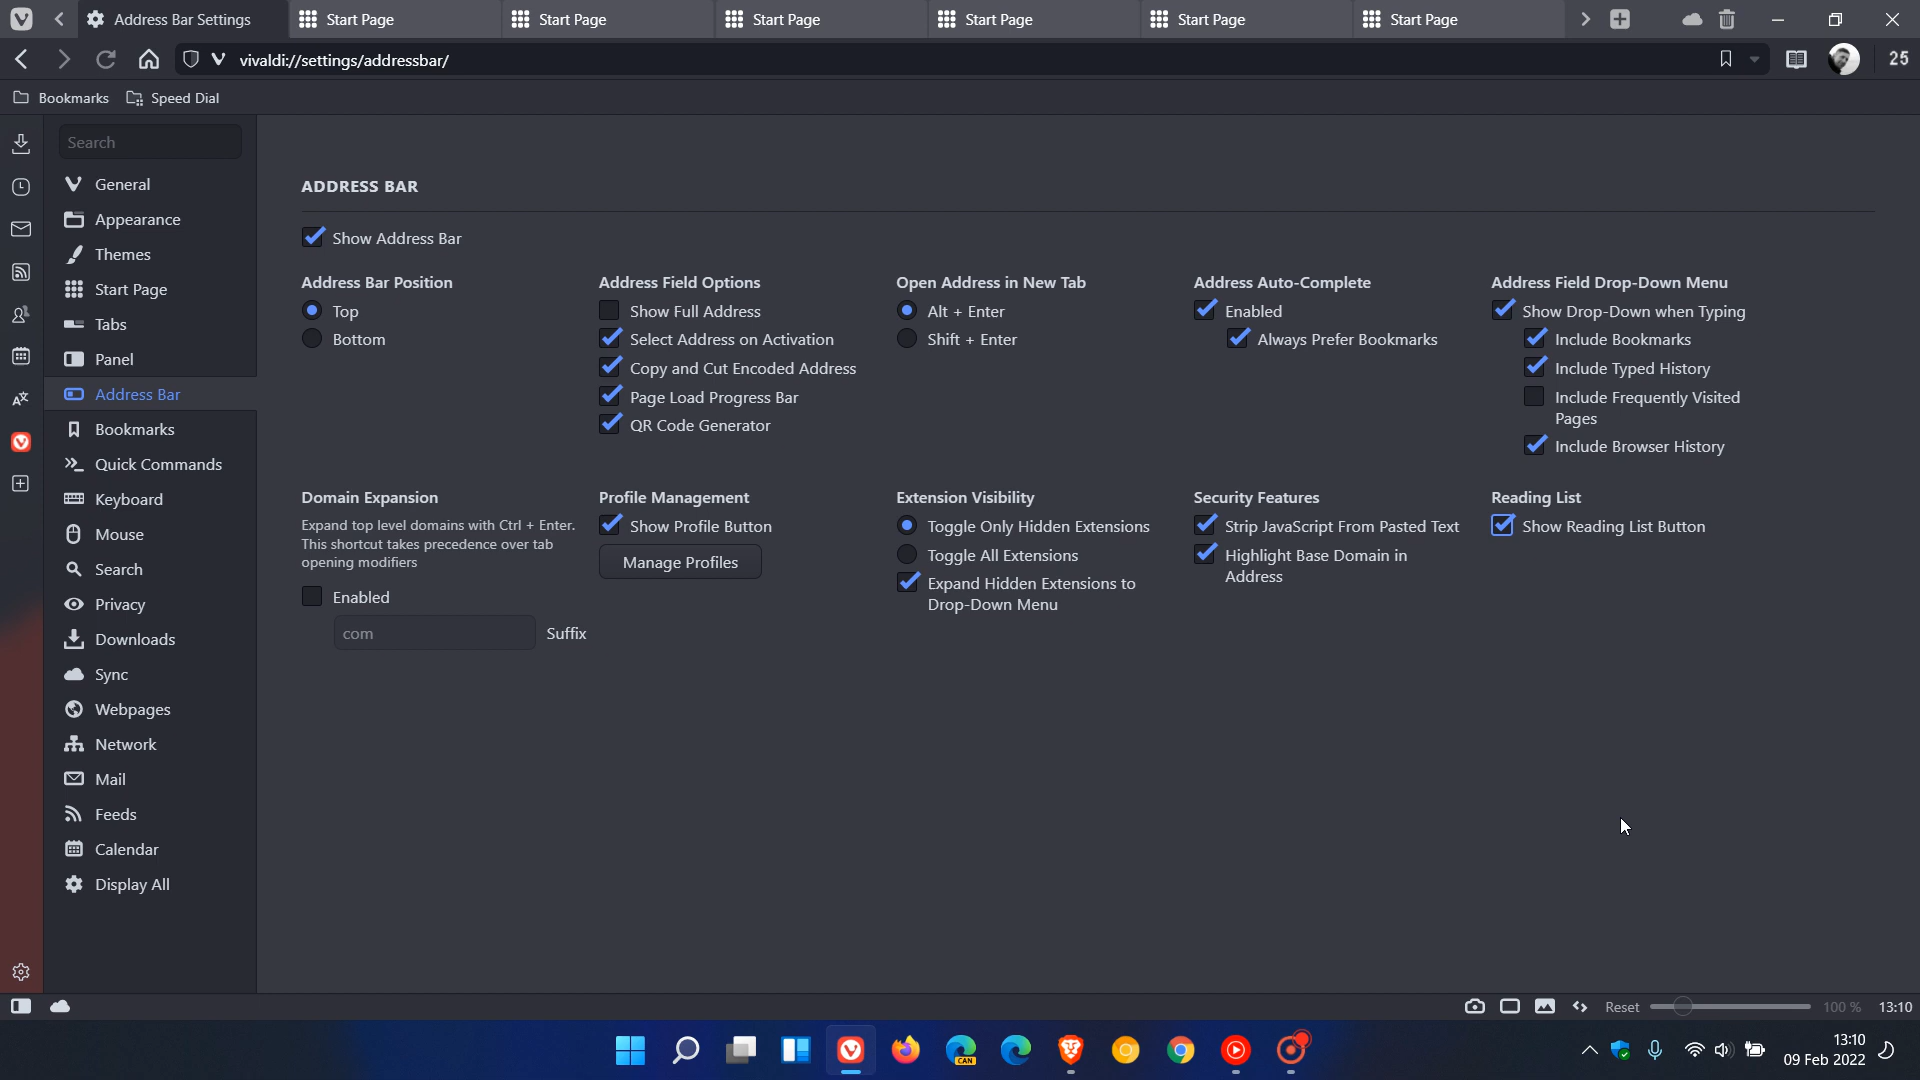 Address Bar Settings
Start Page
Start Page
Start Page
Start Page
Start Page
Start Page
vivaldi://settings/addressbar/
25
Bookmarks
Speed Dial
Search
General
Appearance
Themes
Start Page
Tabs
Panel
Address Bar
Bookmarks
Quick Commands
Keyboard
Mouse
Search
Privacy
Downloads
Sync
Webpages
Network
Mail
Feeds
Calendar
Display All
ADDRESS BAR
Show Address Bar
Address Bar Position
Top
Bottom
Address Field Options
Show Full Address
Select Address on Activation
Copy and Cut Encoded Address
Page Load Progress Bar
QR Code Generator
Open Address in New Tab
Alt + Enter
Shift + Enter
Address Auto-Complete
Enabled
Always Prefer Bookmarks
Address Field Drop-Down Menu
Show Drop-Down when Typing
Include Bookmarks
Include Typed History
Include Frequently Visited
Pages
Include Browser History
Domain Expansion
Expand top level domains with Ctrl + Enter.
This shortcut takes precedence over tab
opening modifiers
Enabled
com
Suffix
Profile Management
Show Profile Button
Manage Profiles
Extension Visibility
Toggle Only Hidden Extensions
Toggle All Extensions
Expand Hidden Extensions to
Drop-Down Menu
Security Features
Strip JavaScript From Pasted Text
Highlight Base Domain in
Address
Reading List
Show Reading List Button
Reset
100 %
13:10
CAN
13:10
09 Feb 2022